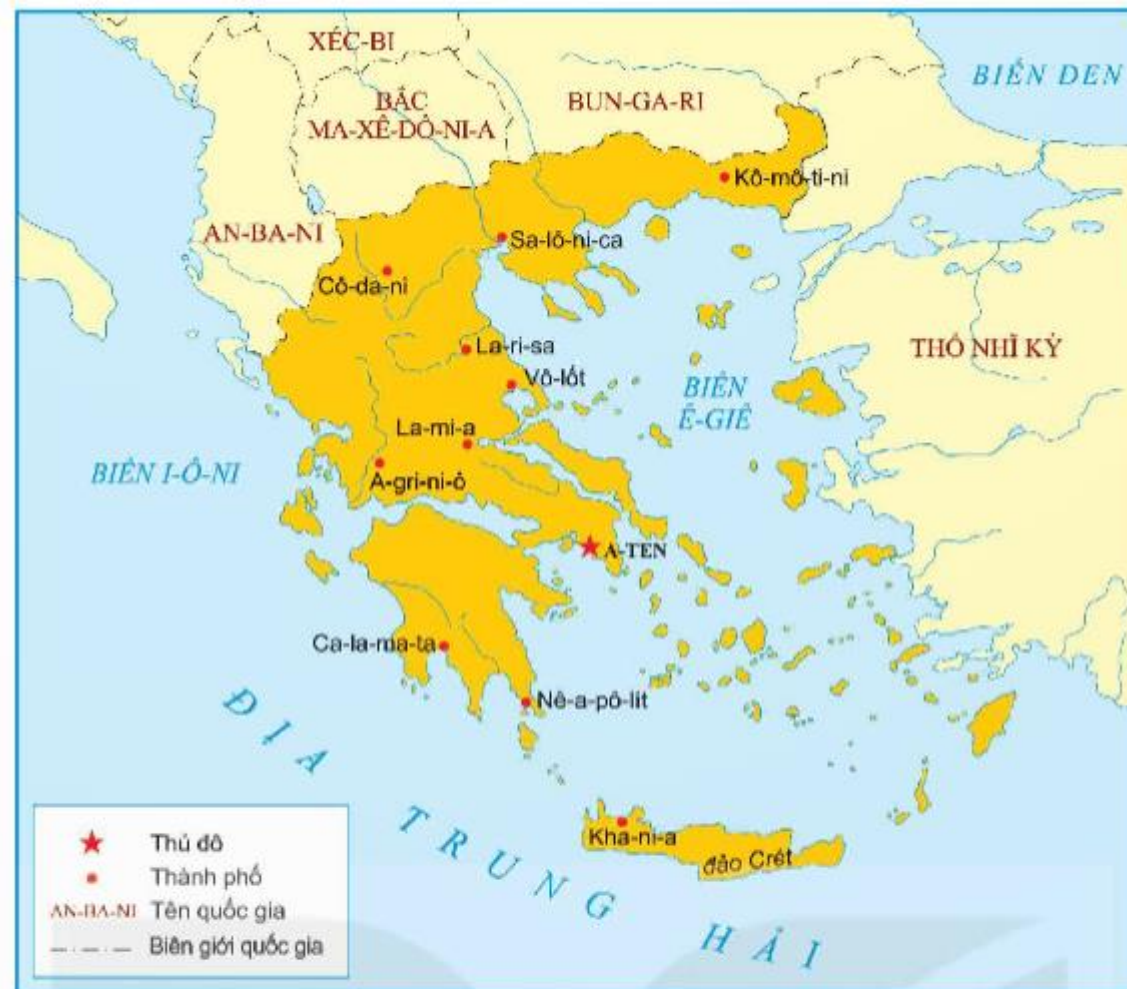 XÉC-BI
BIỂN ĐEN
BẮC
MA-XÊ-DÔ-NI-A
BUN-GA-RI
Kô-mô-ti-ni
AN-BA-NI
Sa-lô-ni-ca
Cô-da-ni
La-ri-sa
THỔ NHĨ KỲ
Vô-lốt
BIỂN
Ê-GIÊ
La-mi-a
BIỂN I-Ô-NI
A-gri-ni-ô
A-TEN
Ca-la-ma-ta
Nê-a-pô-lit
ĐỊA TRUNG HẢI
Kha-ni-a
đảo Crét
Thủ đô
Thành phố
AN-BA-NI Tên quốc gia
Biên giới quốc gia